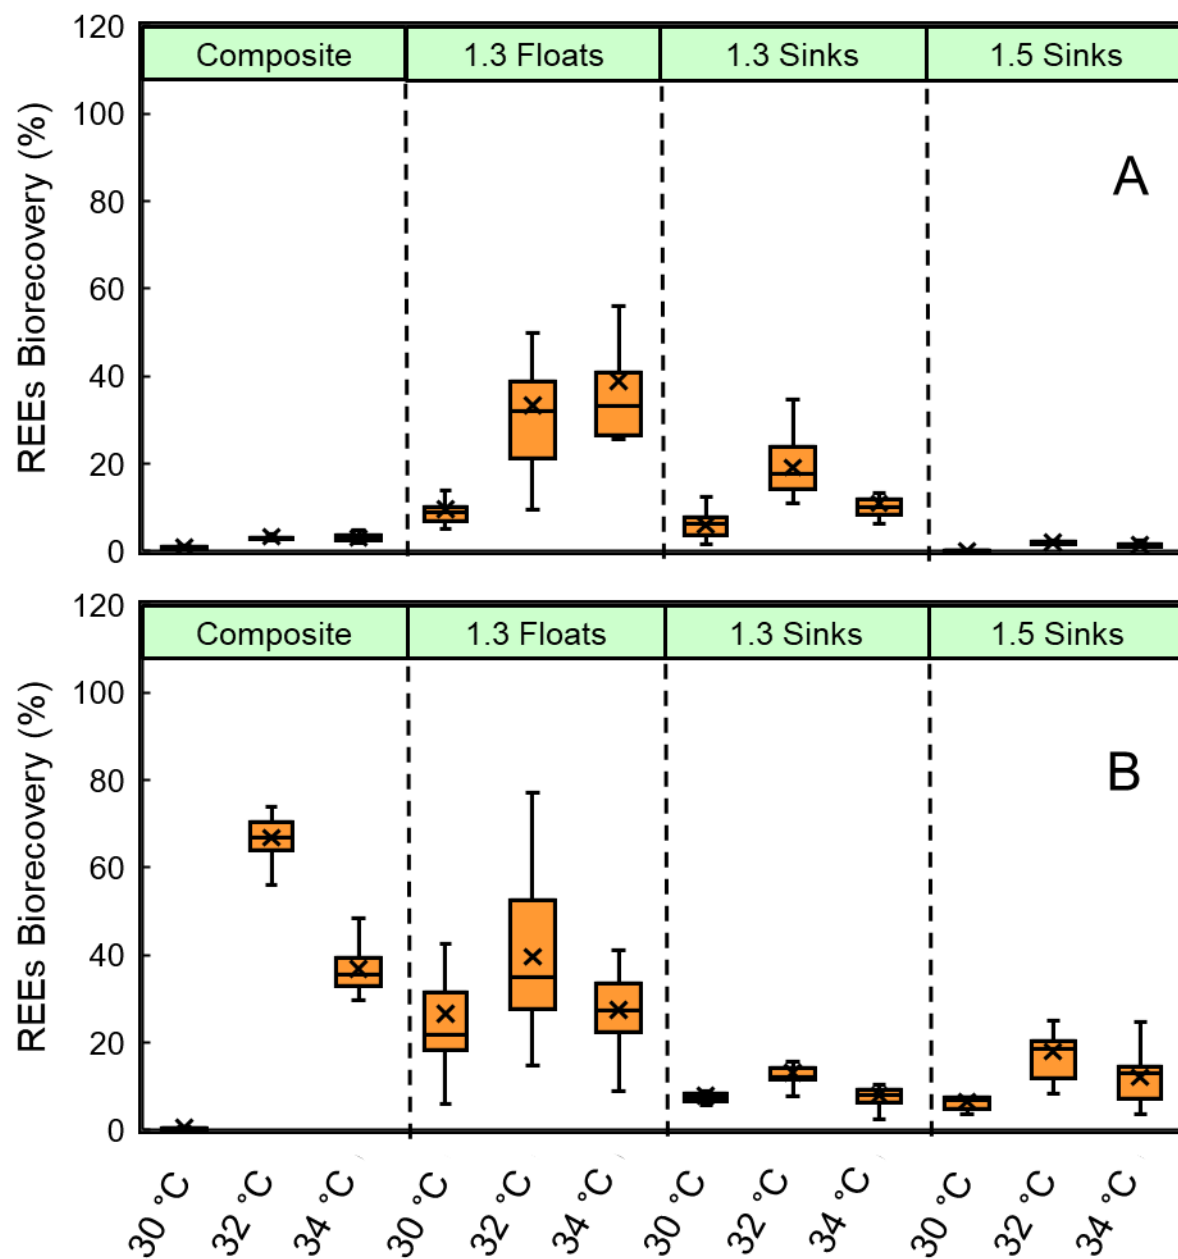 120
Composite 1.3 Floats 1.3 Sinks 1.5 Sinks
100
A
80
60
40
20
0
REEs Biorecovery (%)
120
Composite 1.3 Floats 1.3 Sinks 1.5 Sinks
100
B
80
60
40
20
0
REEs Biorecovery (%)
30 °C 32 °C 34 °C 30 °C 32 °C 34 °C 30 °C 32 °C 34 °C 30 °C 32 °C 34 °C